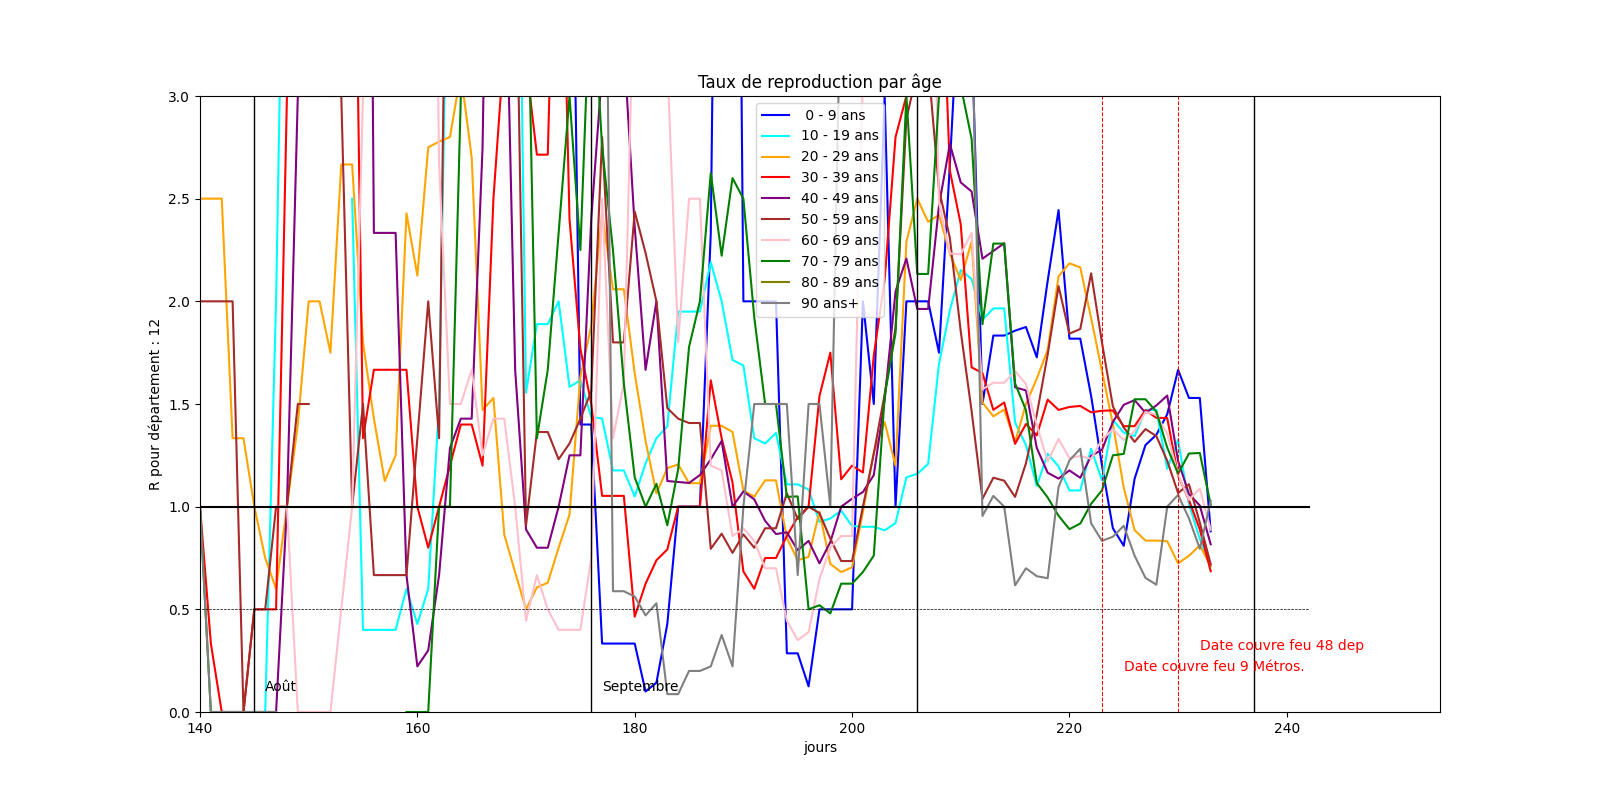 Taux de reproduction par âge
3.0
2.5
2.0
1.5
1.0
0.5
0.0
R pour département : 12
0 - 9 ans
10 - 19 ans
20 - 29 ans
30 - 39 ans
40 - 49 ans
50 - 59 ans
60 - 69 ans
70 - 79 ans
80 - 89 ans
90 ans+
Date couvre feu 48 dep
Date couvre feu 9 Métros.
Août
Septembre
140
160
180
200
220
240
jours